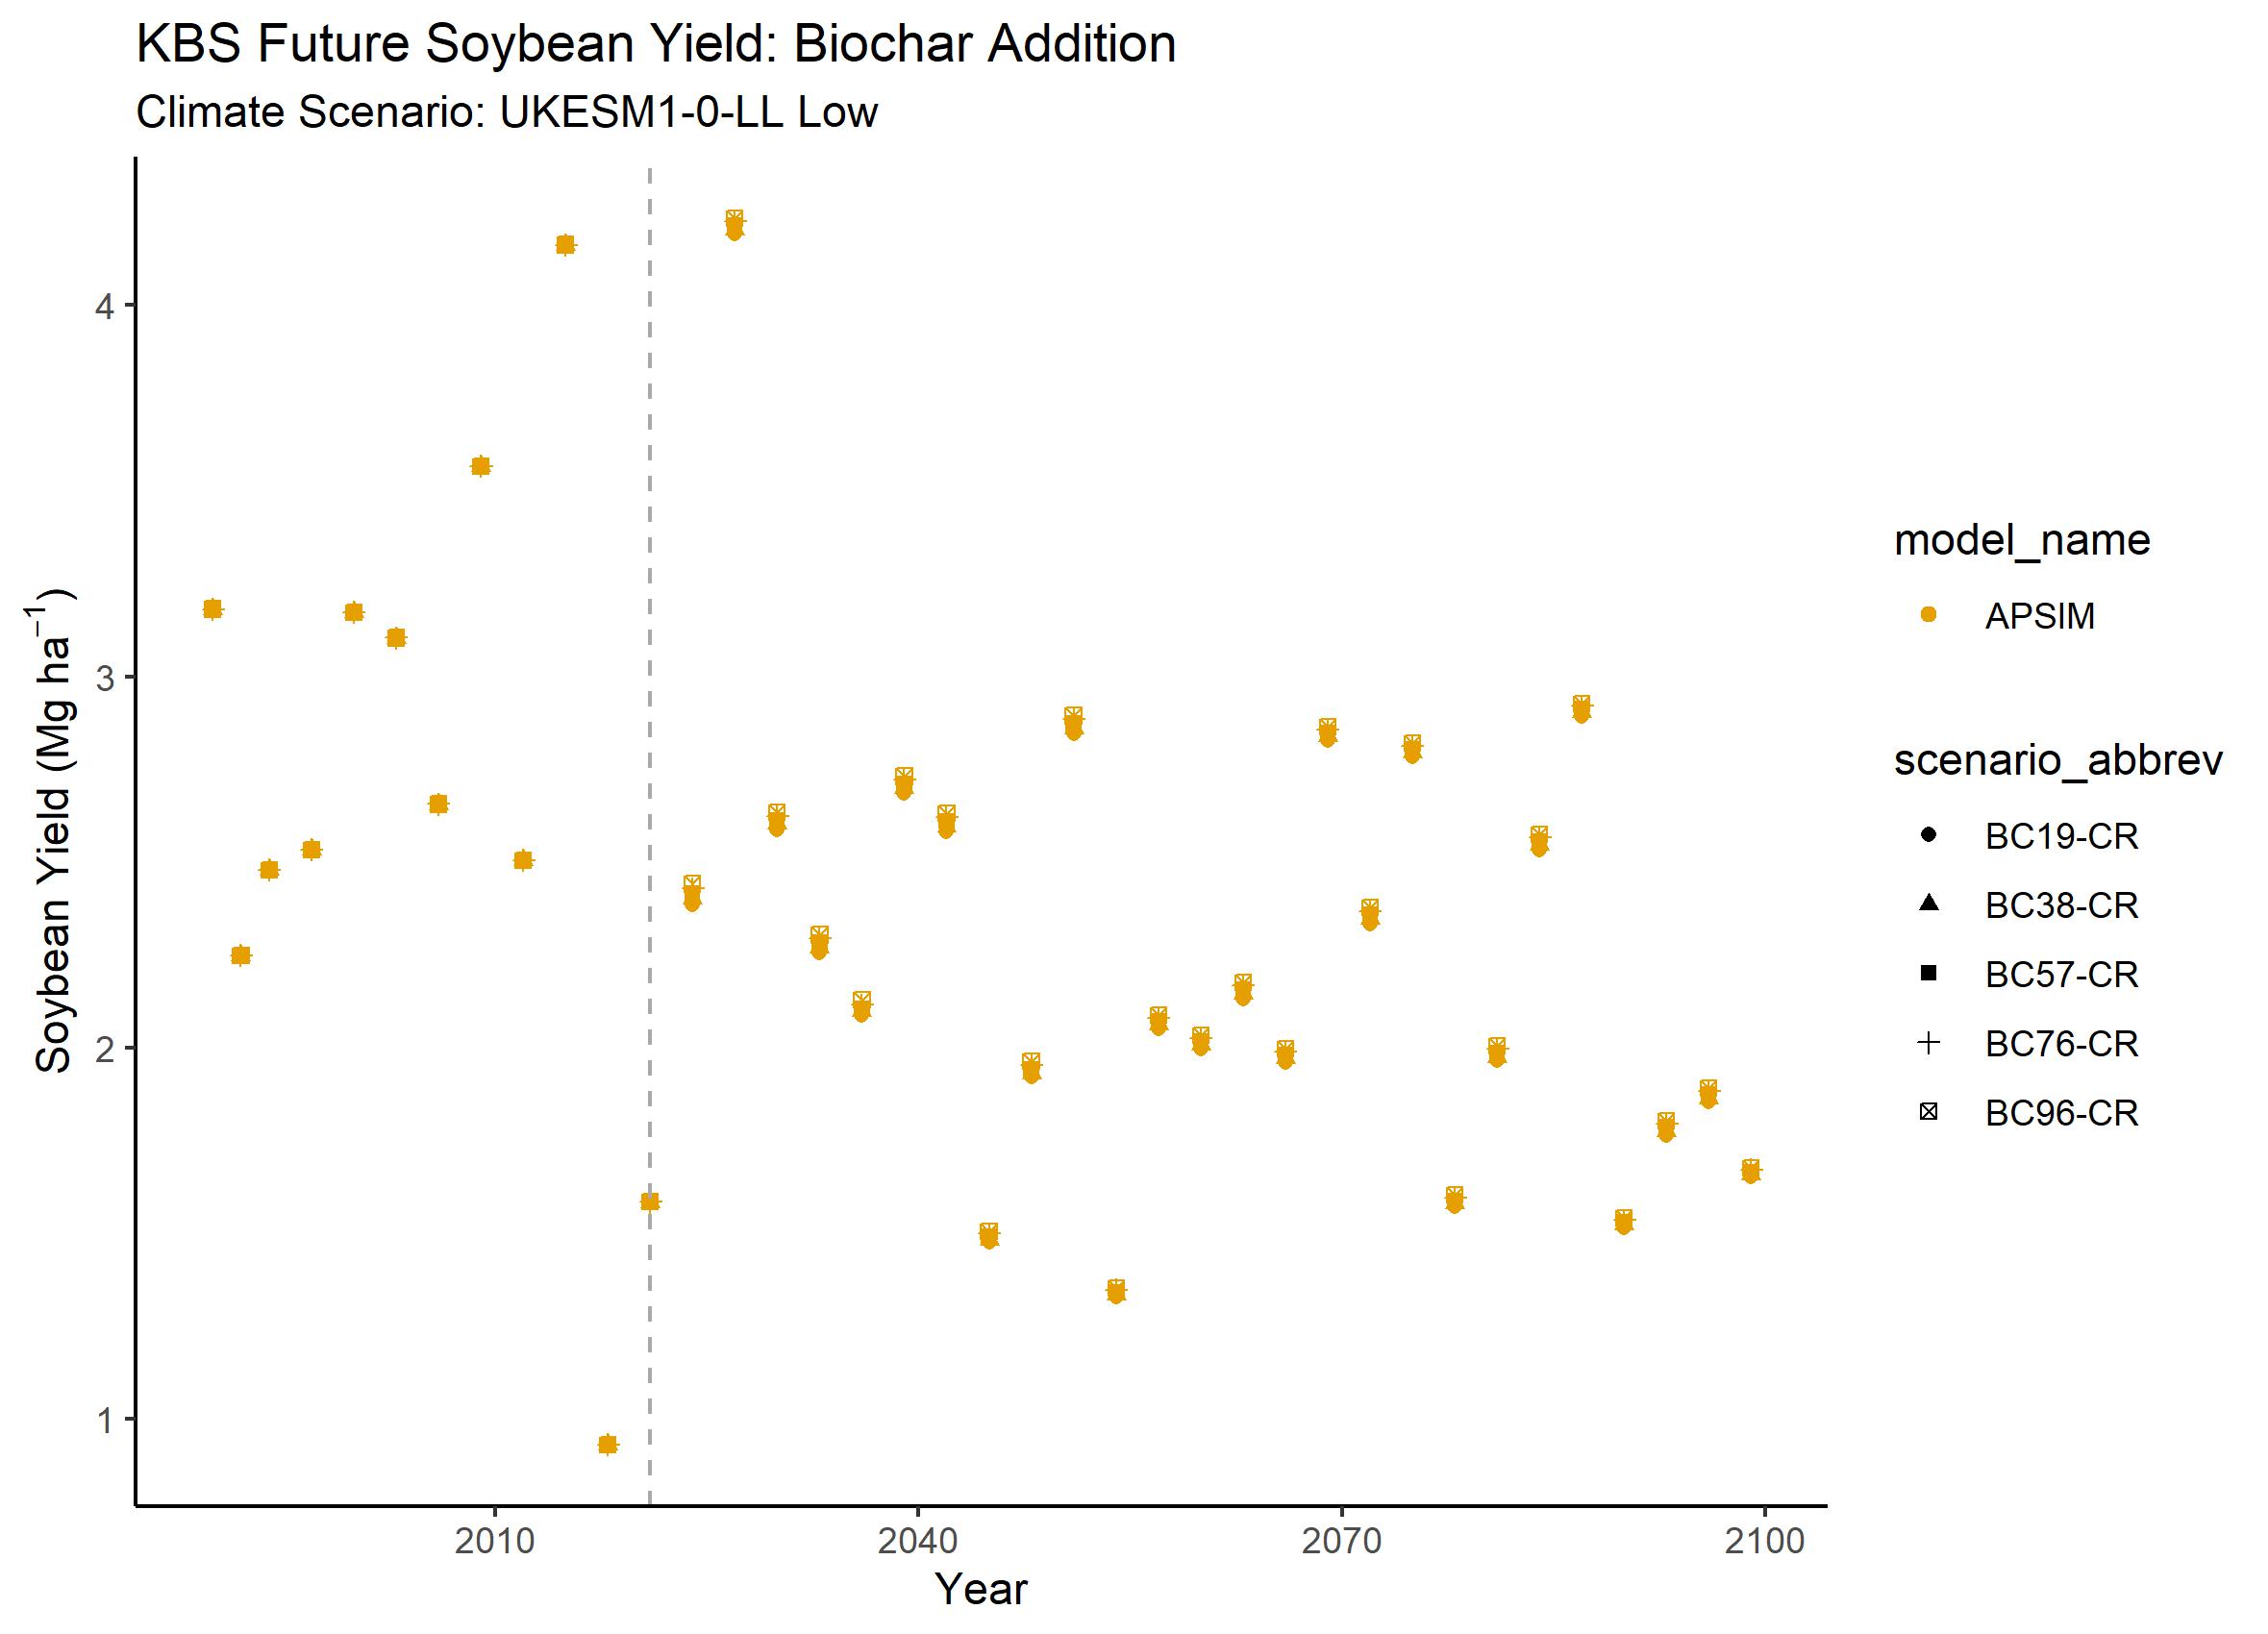 KBS Future Soybean Yield: Biochar Addition
Climate Scenario: UKESM1-0-LL Low
Soybean Yield (Mg ha⁻¹)
4
3
2
1
2010
2040
2070
2100
Year
model_name
APSIM
scenario_abbrev
BC19-CR
BC38-CR
BC57-CR
BC76-CR
BC96-CR